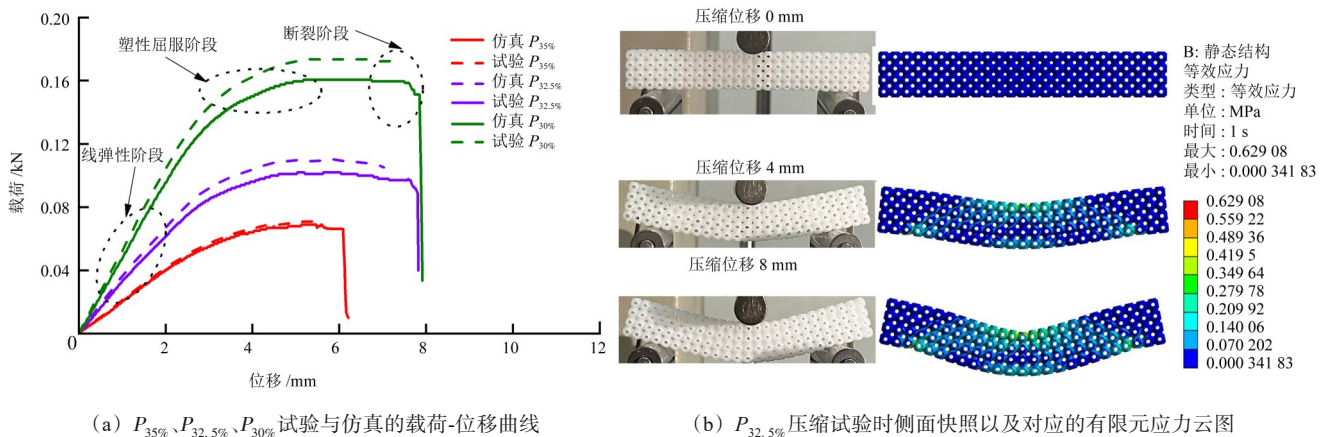 0.20
0.16
0.12
0.08
0.04
0
2
4
6
8
10
12
载荷 /kN
位移 /mm
塑性屈服阶段
断裂阶段
线弹性阶段
仿真 P35%
试验 P35%
仿真 P32.5%
试验 P32.5%
仿真 P30%
试验 P30%
(a) P35%、P32.5%、P30%试验与仿真的载荷-位移曲线
压缩位移 0 mm
压缩位移 4 mm
压缩位移 8 mm
B: 静态结构
等效应力
类型 : 等效应力
单位 : MPa
时间 : 1 s
最大 : 0.629 08
最小 : 0.000 341 83
0.629 08
0.559 22
0.489 36
0.419 5
0.349 64
0.279 78
0.209 92
0.140 06
0.070 202
0.000 341 83
(b) P32.5%压缩试验时侧面快照以及对应的有限元应力云图